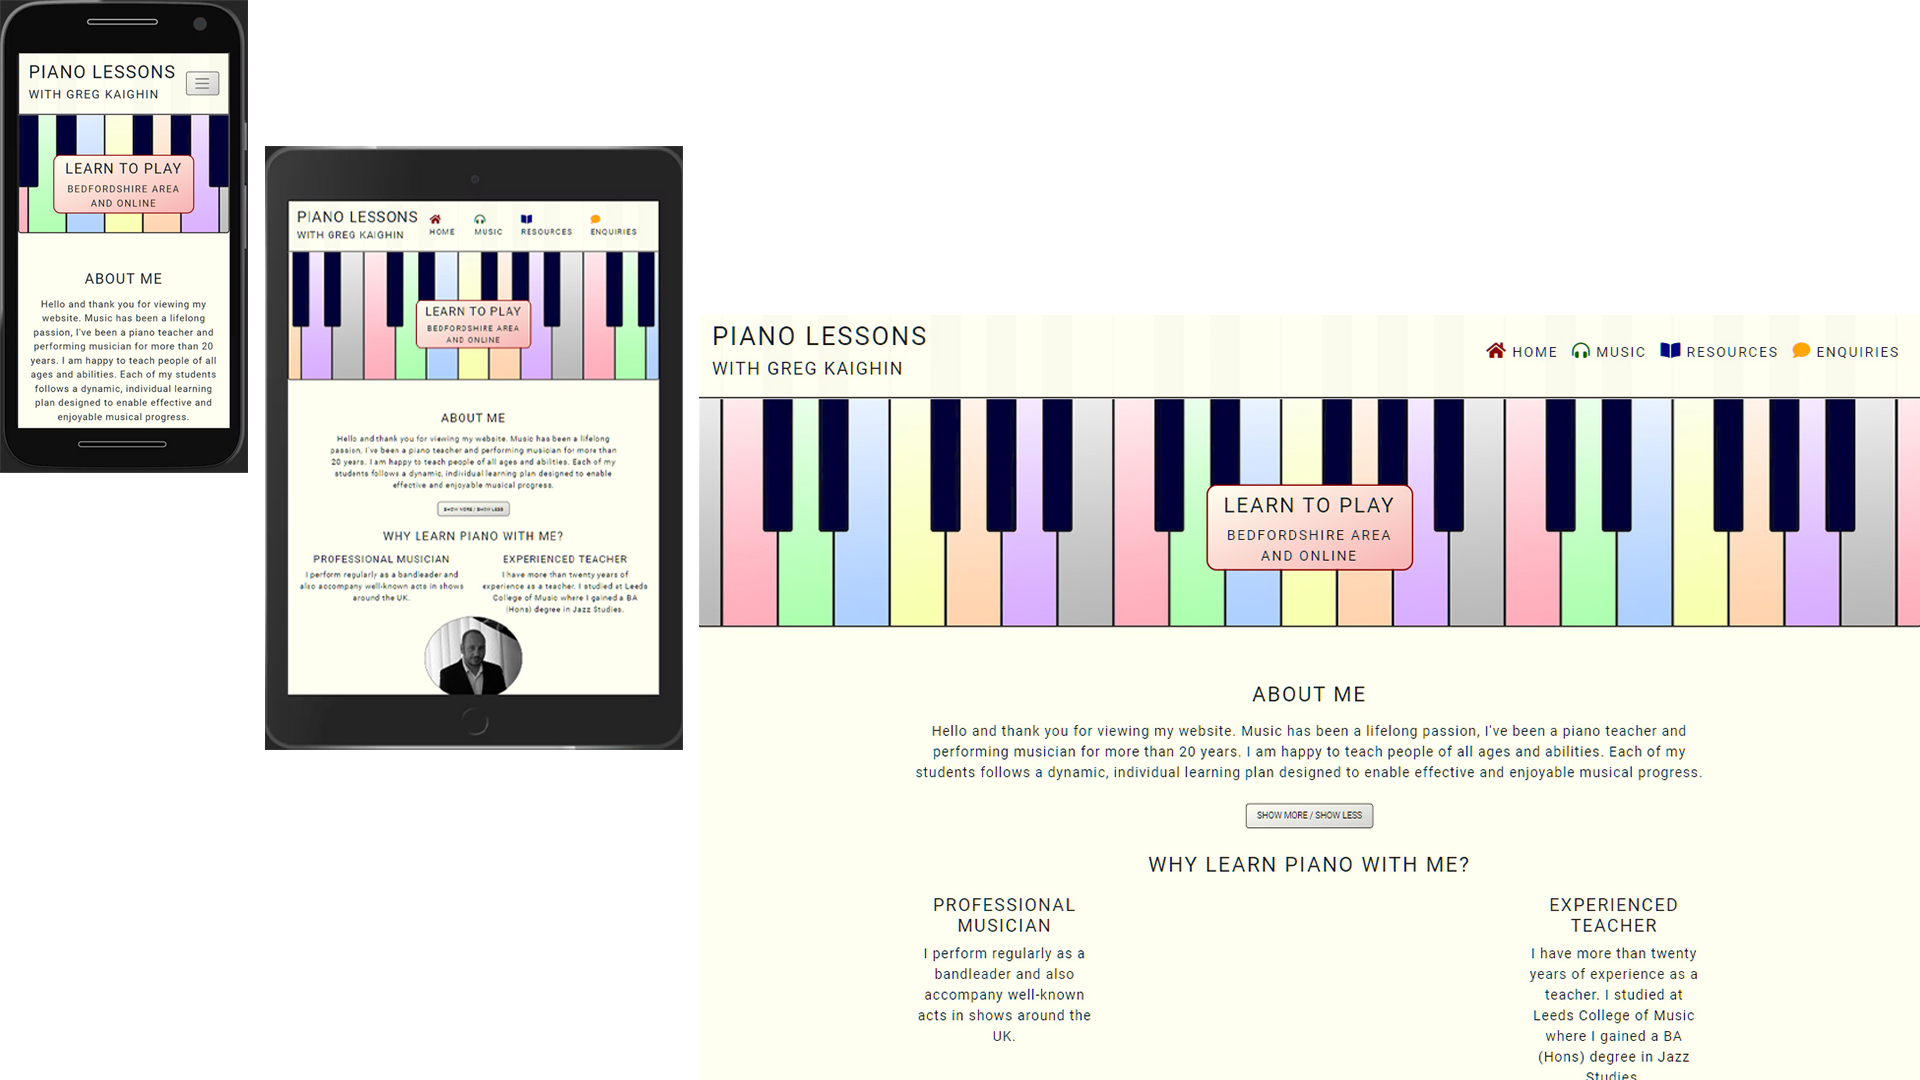 PIANO LESSONS
WITH GREG KAIGHIN
LEARN TO PLAY
BEDFORDSHIRE AREA
AND ONLINE
ABOUT ME
Hello and thank you for viewing my
website. Music has been a lifelong
passion, I've been a piano teacher and
performing musician for more than 20
years. I am happy to teach people of all
ages and abilities. Each of my students
follows a dynamic, individual learning
plan designed to enable effective and
enjoyable musical progress.
PIANO LESSONS
WITH GREG KAIGHIN
HOME
MUSIC
RESOURCES
ENQUIRIES
LEARN TO PLAY
BEDFORDSHIRE AREA
AND ONLINE
ABOUT ME
Hello and thank you for viewing my website. Music has been a lifelong
passion, I've been a piano teacher and performing musician for more than
20 years. I am happy to teach people of all ages and abilities. Each of my
students follows a dynamic, individual learning plan designed to enable
effective and enjoyable musical progress.
SHOW MORE / SHOW LESS
WHY LEARN PIANO WITH ME?
PROFESSIONAL MUSICIAN
I perform regularly as a bandleader and
also accompany well-known acts in shows
around the UK.
EXPERIENCED TEACHER
I have more than twenty years of
experience as a teacher. I studied at Leeds
College of Music where I gained a BA
(Hons) degree in Jazz Studies.
PIANO LESSONS
WITH GREG KAIGHIN
HOME MUSIC RESOURCES ENQUIRIES
LEARN TO PLAY
BEDFORDSHIRE AREA
AND ONLINE
ABOUT ME
Hello and thank you for viewing my website. Music has been a lifelong passion, I've been a piano teacher and
performing musician for more than 20 years. I am happy to teach people of all ages and abilities. Each of my
students follows a dynamic, individual learning plan designed to enable effective and enjoyable musical progress.
SHOW MORE / SHOW LESS
WHY LEARN PIANO WITH ME?
PROFESSIONAL
MUSICIAN
I perform regularly as a
bandleader and also
accompany well-known
acts in shows around the
UK.
EXPERIENCED
TEACHER
I have more than twenty
years of experience as a
teacher. I studied at
Leeds College of Music
where I gained a BA
(Hons) degree in Jazz
Studies.